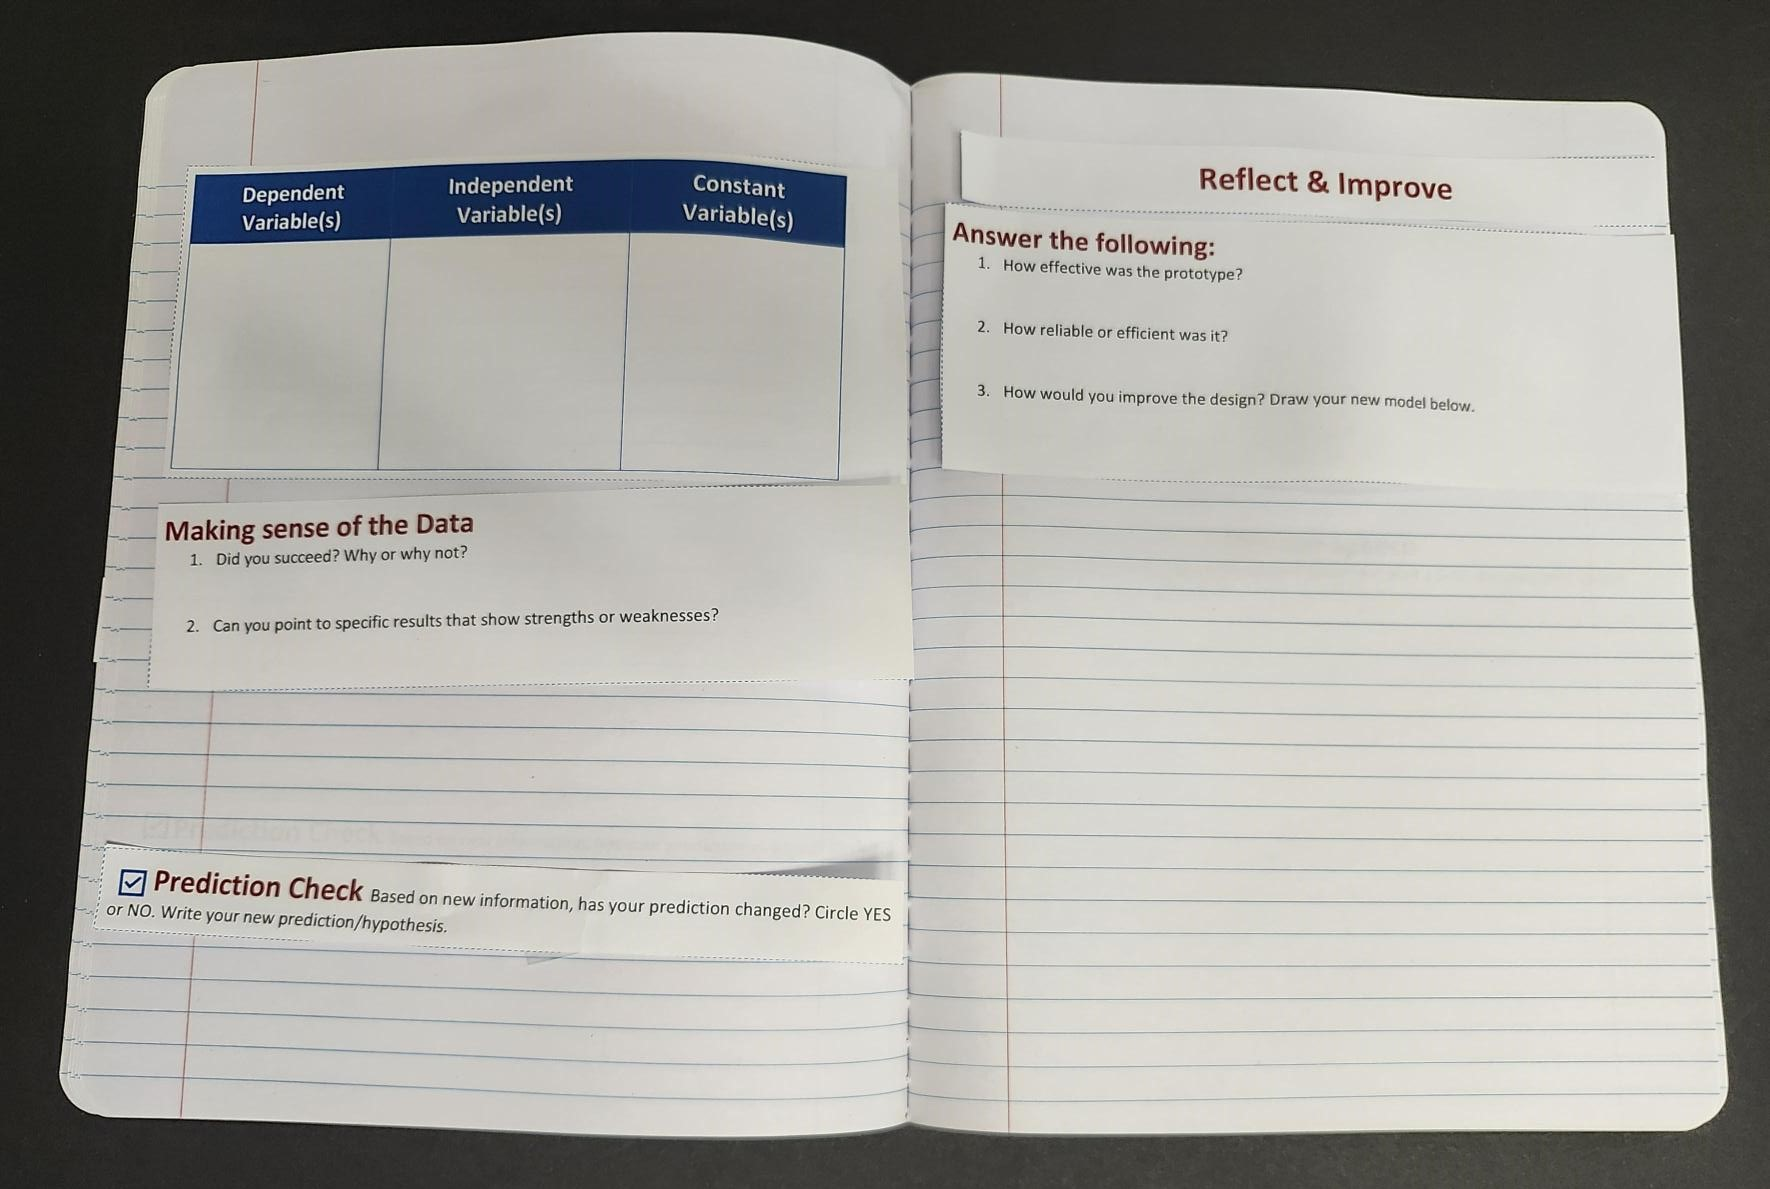 Dependent
Variable(s)
Independent
Variable(s)
Constant
Variable(s)
Making sense of the Data
1. Did you succeed? Why or why not?
2. Can you point to specific results that show strengths or weaknesses?
Prediction Check Based on new information, has your prediction changed? Circle YES
or NO. Write your new prediction/hypothesis.
Reflect & Improve
Answer the following:
1. How effective was the prototype?
2. How reliable or efficient was it?
3. How would you improve the design? Draw your new model below.